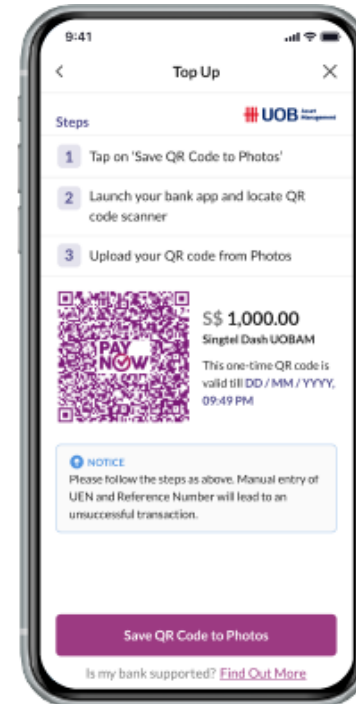 9:41
Top Up
Steps
UOB Asset Management
1 Tap on 'Save QR Code to Photos'
2 Launch your bank app and locate QR
code scanner
3 Upload your QR code from Photos
PAY
NOW
S$ 1,000.00
Singtel Dash UOBAM
This one-time QR code is
valid till DD / MM / YYYY,
09:49 PM
NOTICE
Please follow the steps as above. Manual entry of
UEN and Reference Number will lead to an
unsuccessful transaction.
Save QR Code to Photos
Is my bank supported? Find Out More